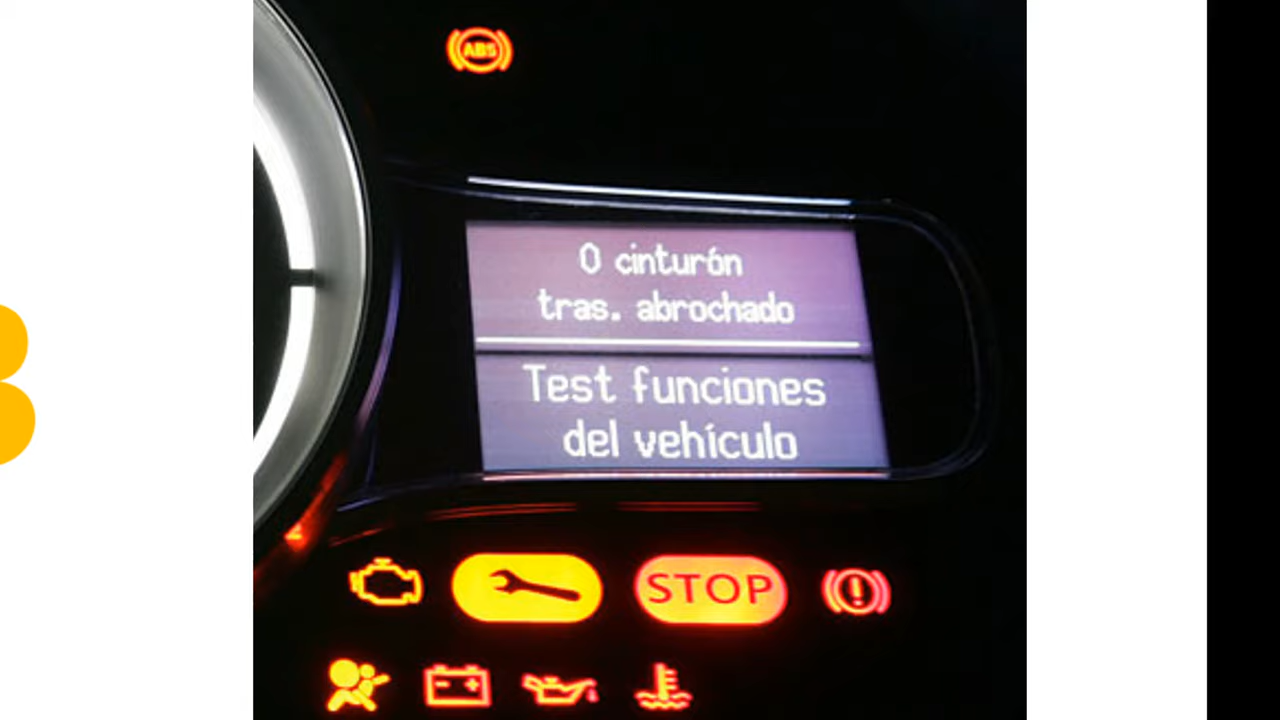 ABS
0 cinturón
tras. abrochado
Test funciones
del vehículo
STOP